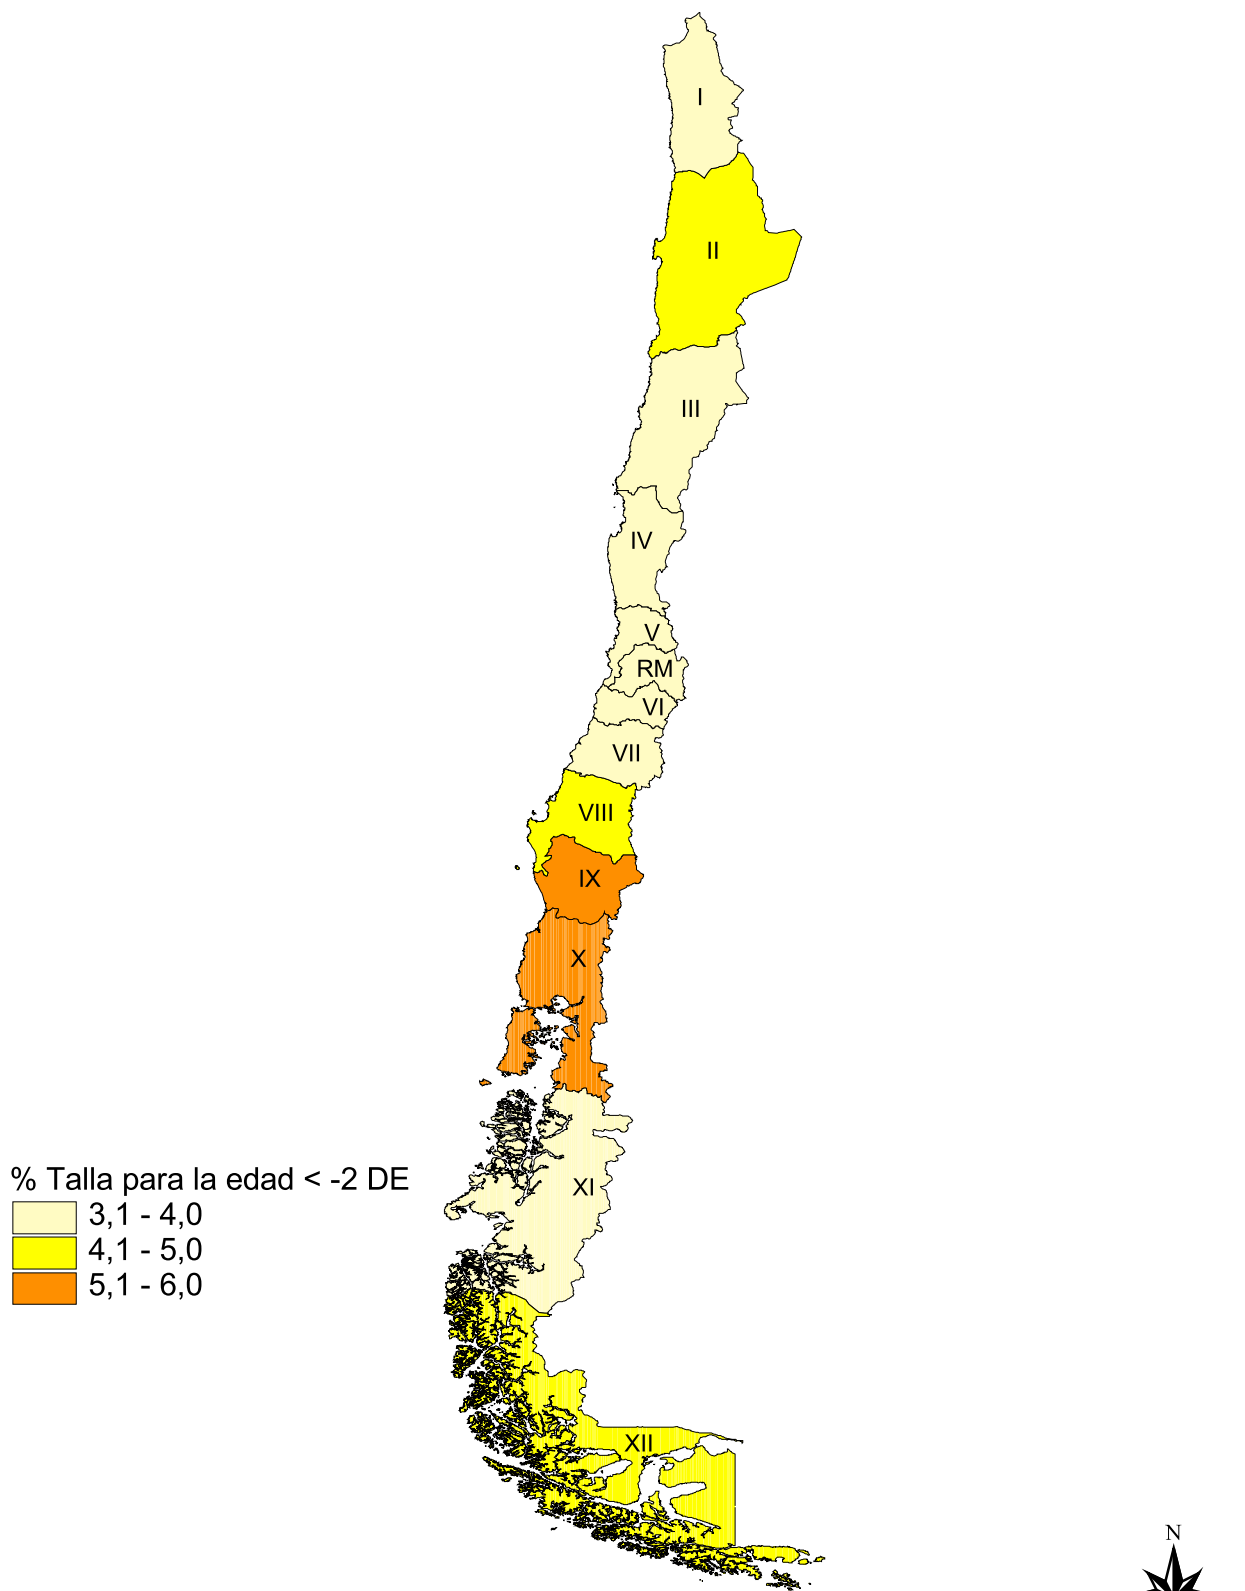 I
II
III
IV
V
RM
VI
VII
VIII
IX
X
XI
% Talla para la edad < -2 DE
3,1 - 4,0
4,1 - 5,0
5,1 - 6,0
XII
N